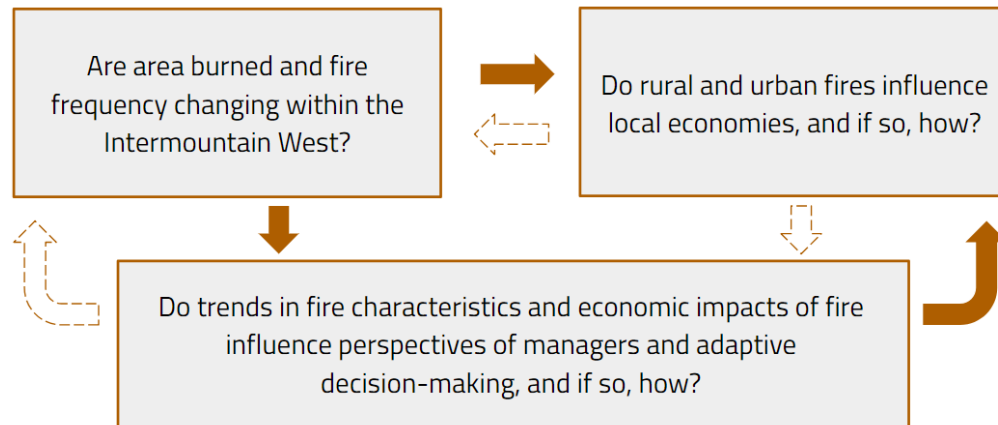 Are area burned and fire
frequency changing within the
Intermountain West?
Do rural and urban fires influence
local economies, and if so, how?
Do trends in fire characteristics and economic impacts of fire
influence perspectives of managers and adaptive
decision-making, and if so, how?